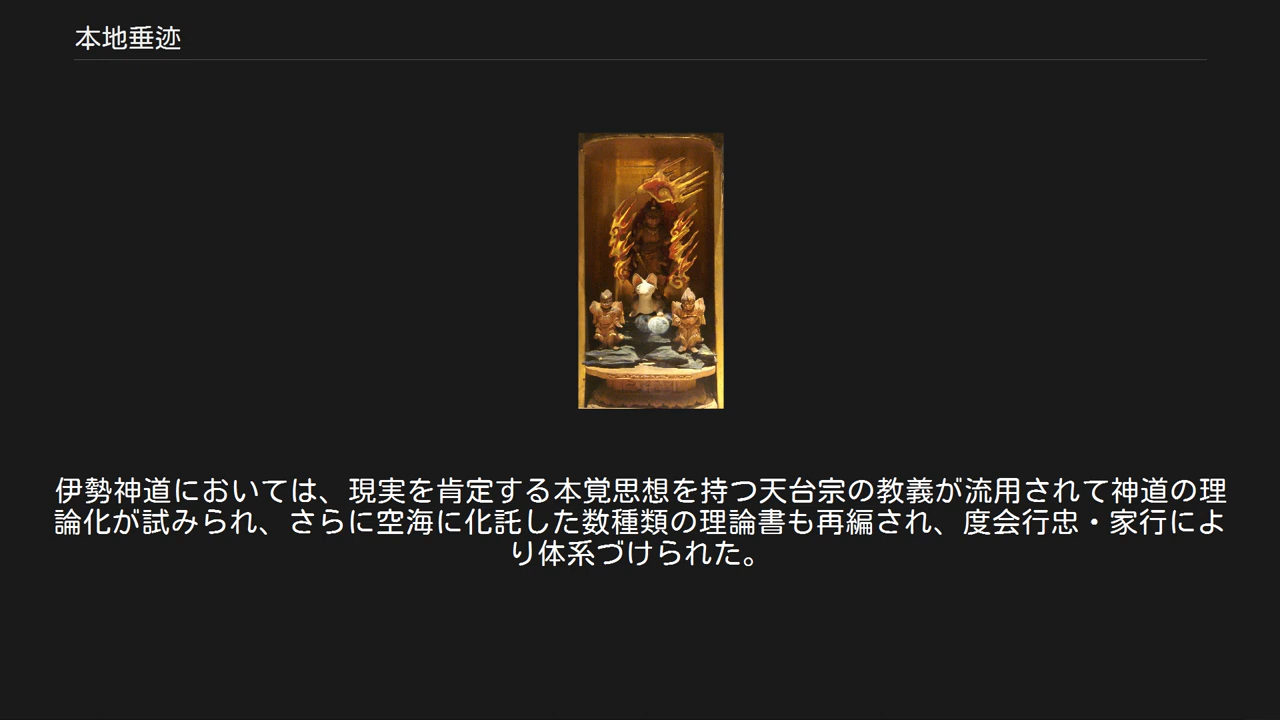 本地垂迹
伊勢神道においては、現実を肯定する本覚思想を持つ天台宗の教義が流用されて神道の理
論化が試みられ、さらに空海に化託した数種類の理論書も再編され、度会行忠・家行によ
り体系づけられた。